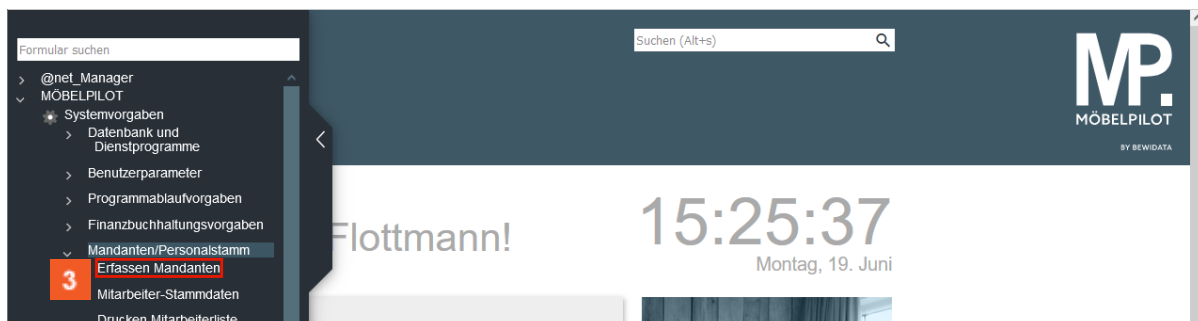 Formular suchen
@net_Manager
MÖBELPILOT
Systemvorgaben
Datenbank und
Dienstprogramme
Benutzerparameter
Programmablaufvorgaben
Finanzbuchhaltungsvorgaben
Mandanten/Personalstamm
Erfassen Mandanten
3
Mitarbeiter-Stammdaten
Drucken Mitarbeiterliste
Suchen (Alt+s)
MP.
MÖBELPILOT
BY BEWIDATA
Flottmann!
15:25:37
Montag, 19. Juni